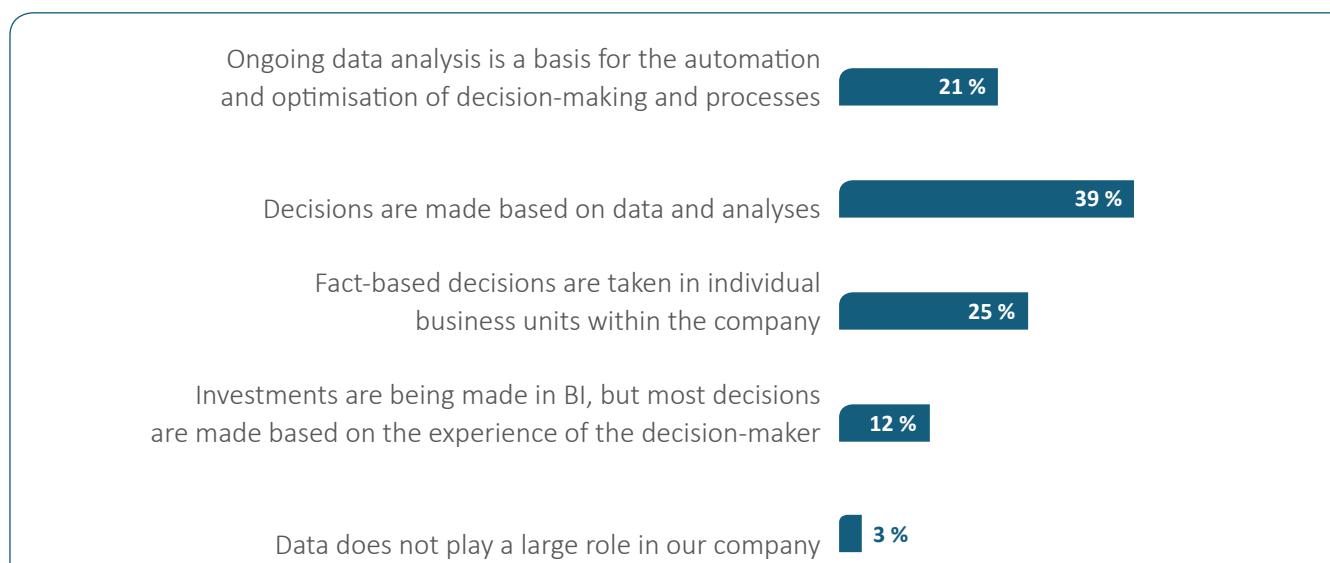 Ongoing data analysis is a basis for the automation
and optimisation of decision-making and processes
21 %
Decisions are made based on data and analyses
39 %
Fact-based decisions are taken in individual
business units within the company
25 %
Investments are being made in BI, but most decisions
are made based on the experience of the decision-maker
12 %
Data does not play a large role in our company
3 %